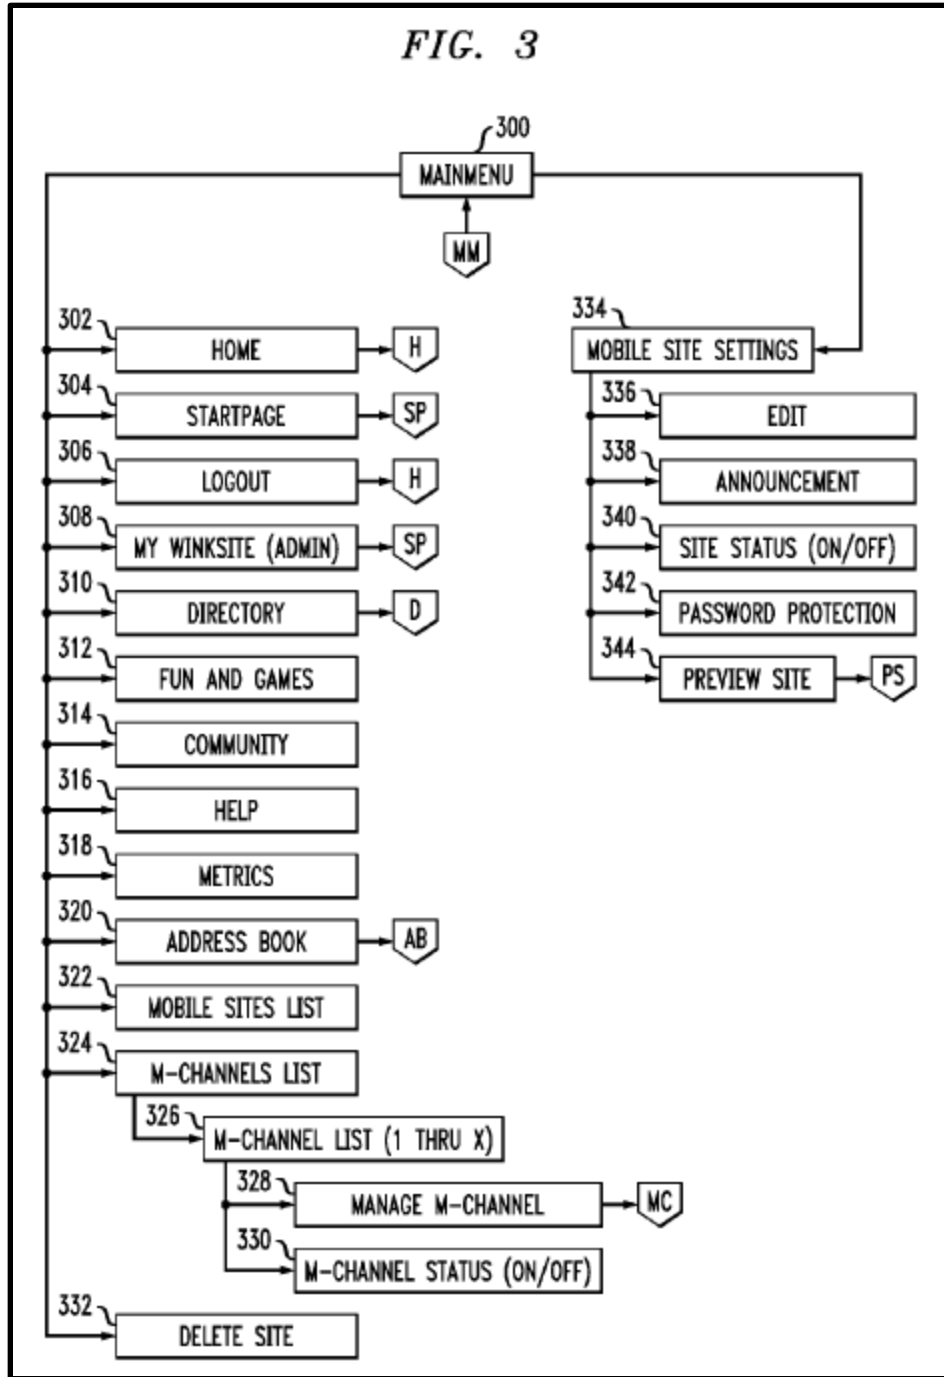 FIG. 3
300
MAINMENU
MM
302
HOME
H
304
STARTPAGE
SP
306
LOGOUT
H
308
MY WINKSITE (ADMIN)
SP
310
DIRECTORY
D
312
FUN AND GAMES
314
COMMUNITY
316
HELP
318
METRICS
320
ADDRESS BOOK
AB
322
MOBILE SITES LIST
324
M-CHANNELS LIST
326
M-CHANNEL LIST (1 THRU X)
328
MANAGE M-CHANNEL
MC
330
M-CHANNEL STATUS (ON/OFF)
332
DELETE SITE
334
MOBILE SITE SETTINGS
336
EDIT
338
ANNOUNCEMENT
340
SITE STATUS (ON/OFF)
342
PASSWORD PROTECTION
344
PREVIEW SITE
PS